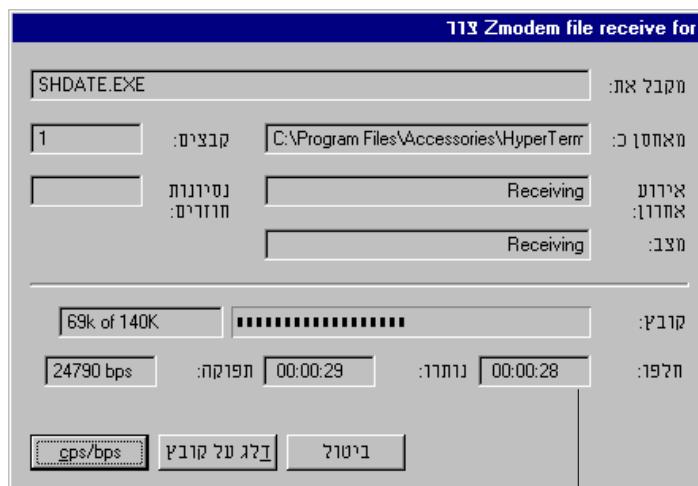 צוד Zmodem file receive for
מקבל את: SHDATE.EXE
מאחסן כ: C:\Program Files\Accessories\HyperTerm קבצים: 1
אירוע אחרון: Receiving נסיונות חוזרים:
מצב: Receiving
קובץ: 69k of 140K
חלפו: 00:00:28 נותרו: 00:00:29 תפוקה: 24790 bps
ביטול דלג על קובץ cps/bps